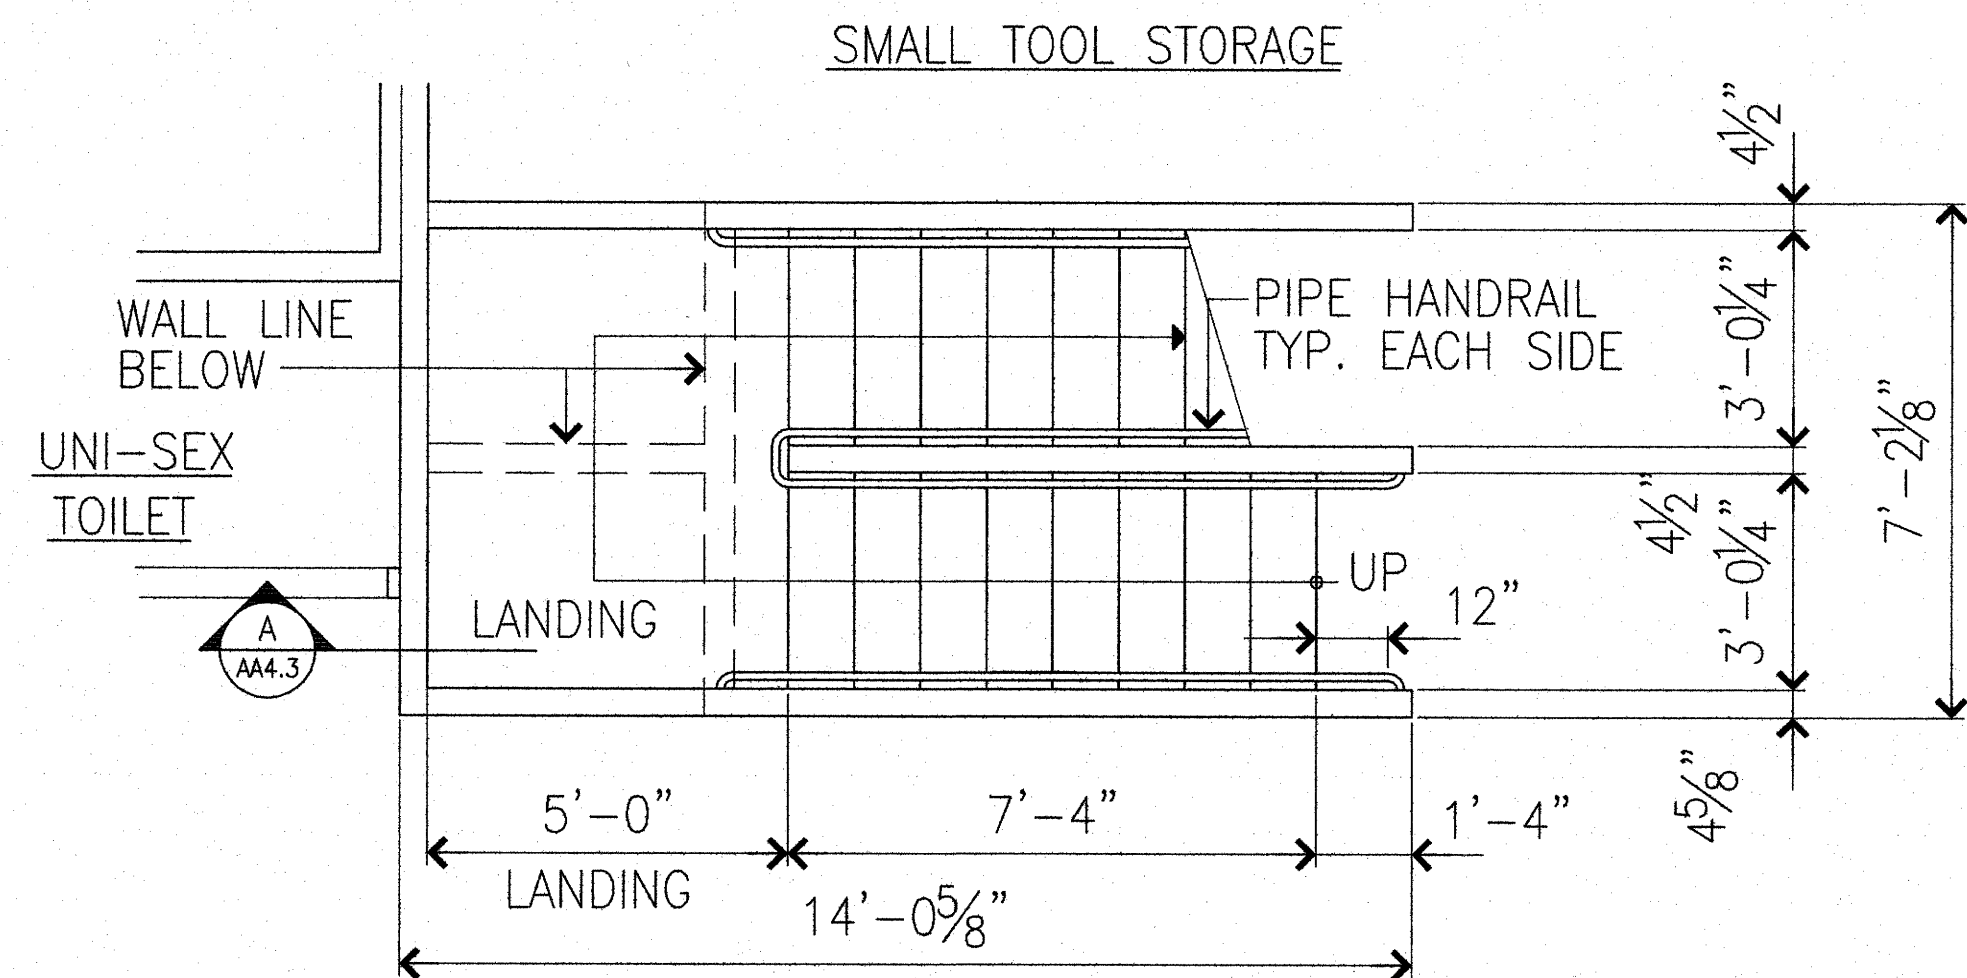 SMALL TOOL STORAGE
4½"
WALL LINE
BELOW
PIPE HANDRAIL
TYP. EACH SIDE
3'-0¼"
7'-2⅛"
UNI-SEX
TOILET
4½"
UP
12"
3'-0¼"
LANDING
A
AA4.3
4⅝"
5'-0"
7'-4"
1'-4"
LANDING
14'-0⅝"